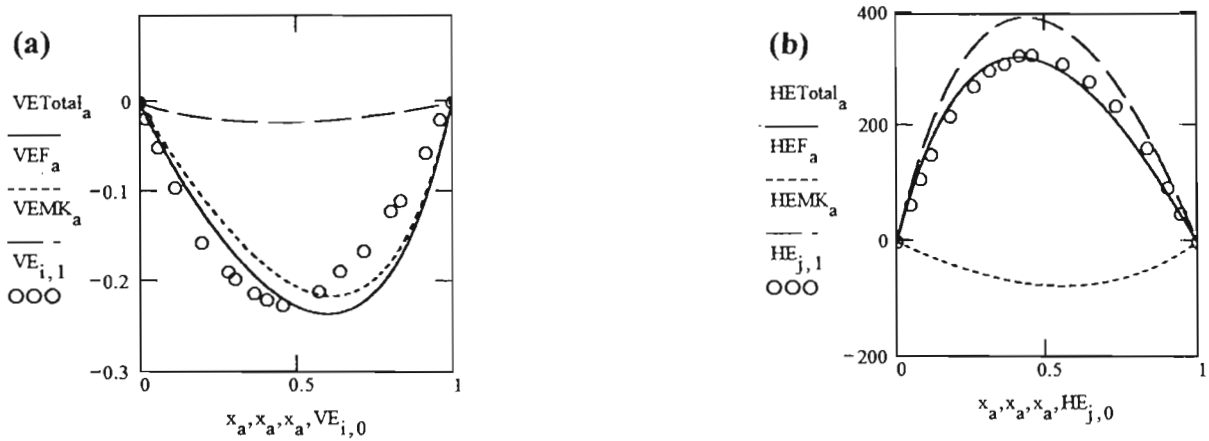 (a)
VETotal_a
VEF_a
VEMK_a
VE_i,1
0
−0.1
−0.2
−0.3
0
0.5
1
x_a, x_a, x_a, VE_i,0
(b)
HETotal_a
HEF_a
HEMK_a
HE_j,1
400
200
0
−200
0
0.5
1
x_a, x_a, x_a, HE_j,0